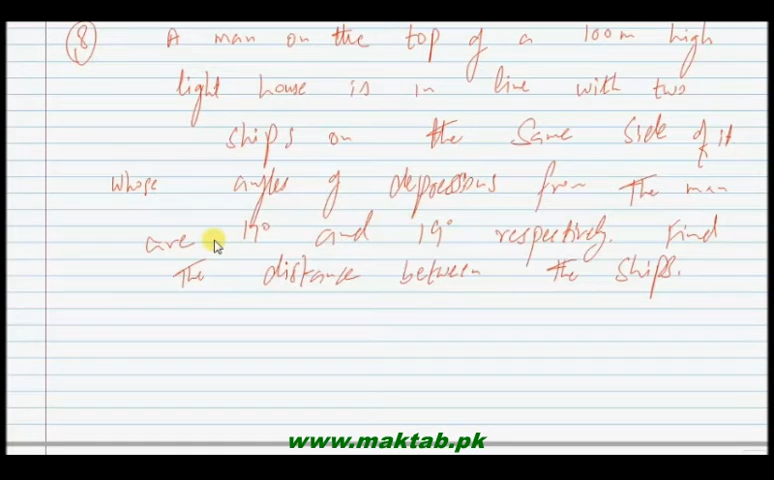 8 A man on the top of a 100m high
light house is in line with two
ships on the same side of it
whose angles of depressions from the man
are 17° and 19° respectively. Find
the distance between the ships.
www.maktab.pk